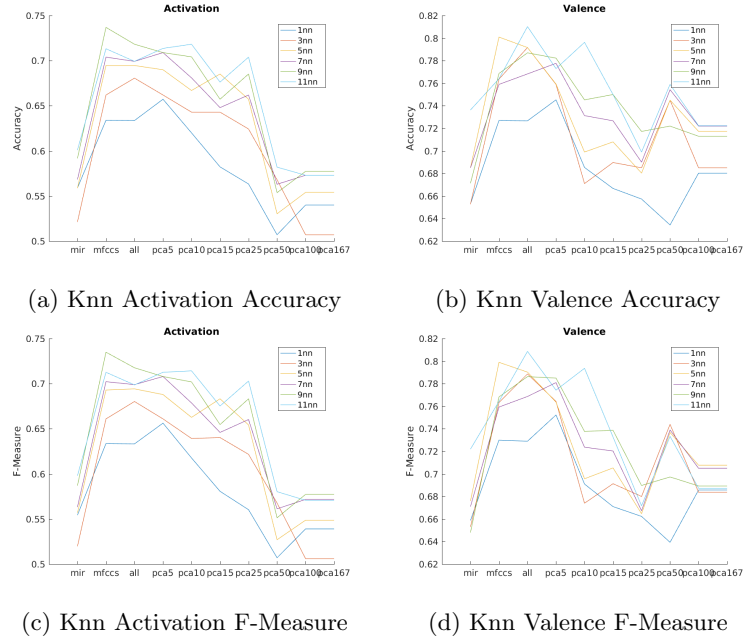 Activation
0.75
0.7
0.65
0.6
0.55
0.5
Accuracy
mir mfccs all pca5 pca10 pca15 pca25 pca50 pca100 pca167
1nn
3nn
5nn
7nn
9nn
11nn
(a) Knn Activation Accuracy
Valence
0.82
0.8
0.78
0.76
0.74
0.72
0.7
0.68
0.66
0.64
0.62
Accuracy
mir mfccs all pca5 pca10 pca15 pca25 pca50 pca100 pca167
1nn
3nn
5nn
7nn
9nn
11nn
(b) Knn Valence Accuracy
Activation
0.75
0.7
0.65
0.6
0.55
0.5
F-Measure
mir mfccs all pca5 pca10 pca15 pca25 pca50 pca100 pca167
1nn
3nn
5nn
7nn
9nn
11nn
(c) Knn Activation F-Measure
Valence
0.82
0.8
0.78
0.76
0.74
0.72
0.7
0.68
0.66
0.64
0.62
F-Measure
mir mfccs all pca5 pca10 pca15 pca25 pca50 pca100 pca167
1nn
3nn
5nn
7nn
9nn
11nn
(d) Knn Valence F-Measure